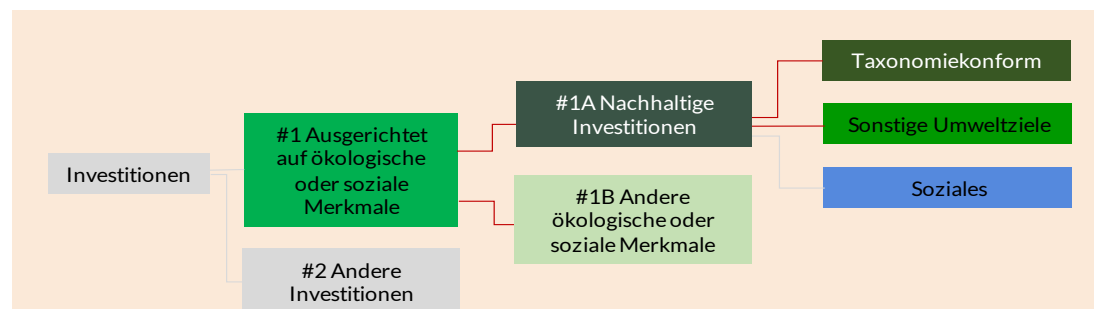 Investitionen
#1 Ausgerichtet
auf ökologische
oder soziale
Merkmale
#2 Andere
Investitionen
#1A Nachhaltige
Investitionen
#1B Andere
ökologische oder
soziale Merkmale
Taxonomiekonform
Sonstige Umweltziele
Soziales